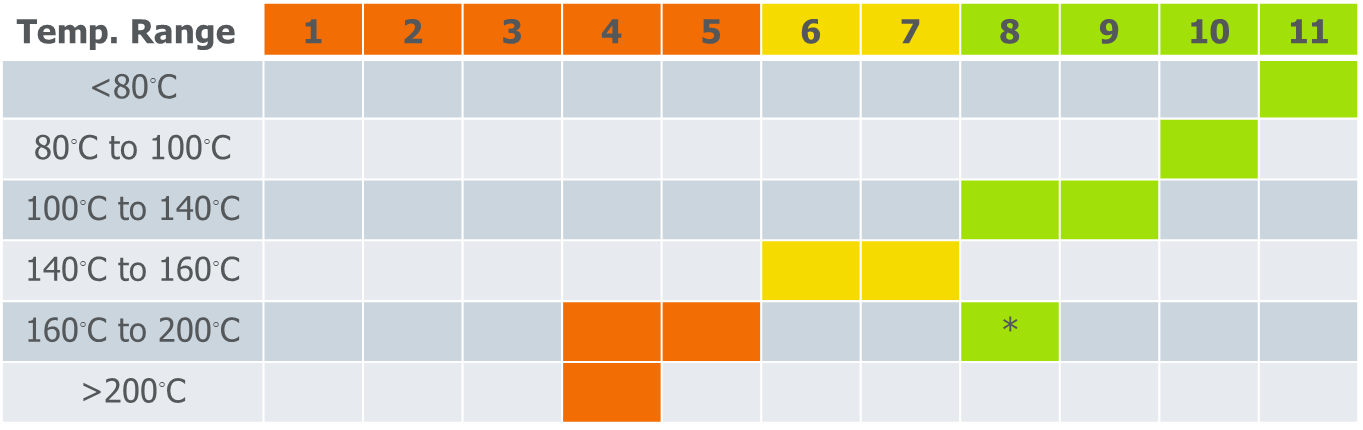 Temp. Range 1 2 3 4 5 6 7 8 9 10 11
<80°C
80°C to 100°C
100°C to 140°C
140°C to 160°C
160°C to 200°C *
>200°C